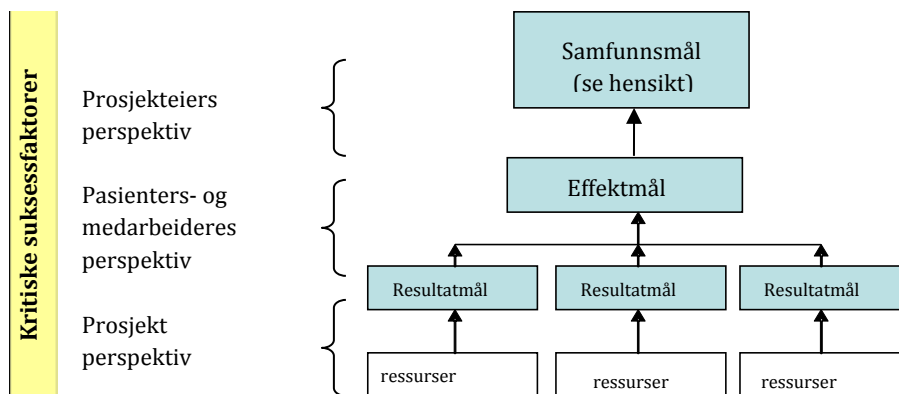 Kritiske suksessfaktorer
Prosjekteiers
perspektiv
Pasienters- og
medarbeideres
perspektiv
Prosjekt
perspektiv
Samfunnsmål
(se hensikt)
Effektmål
Resultatmål
Resultatmål
Resultatmål
ressurser
ressurser
ressurser